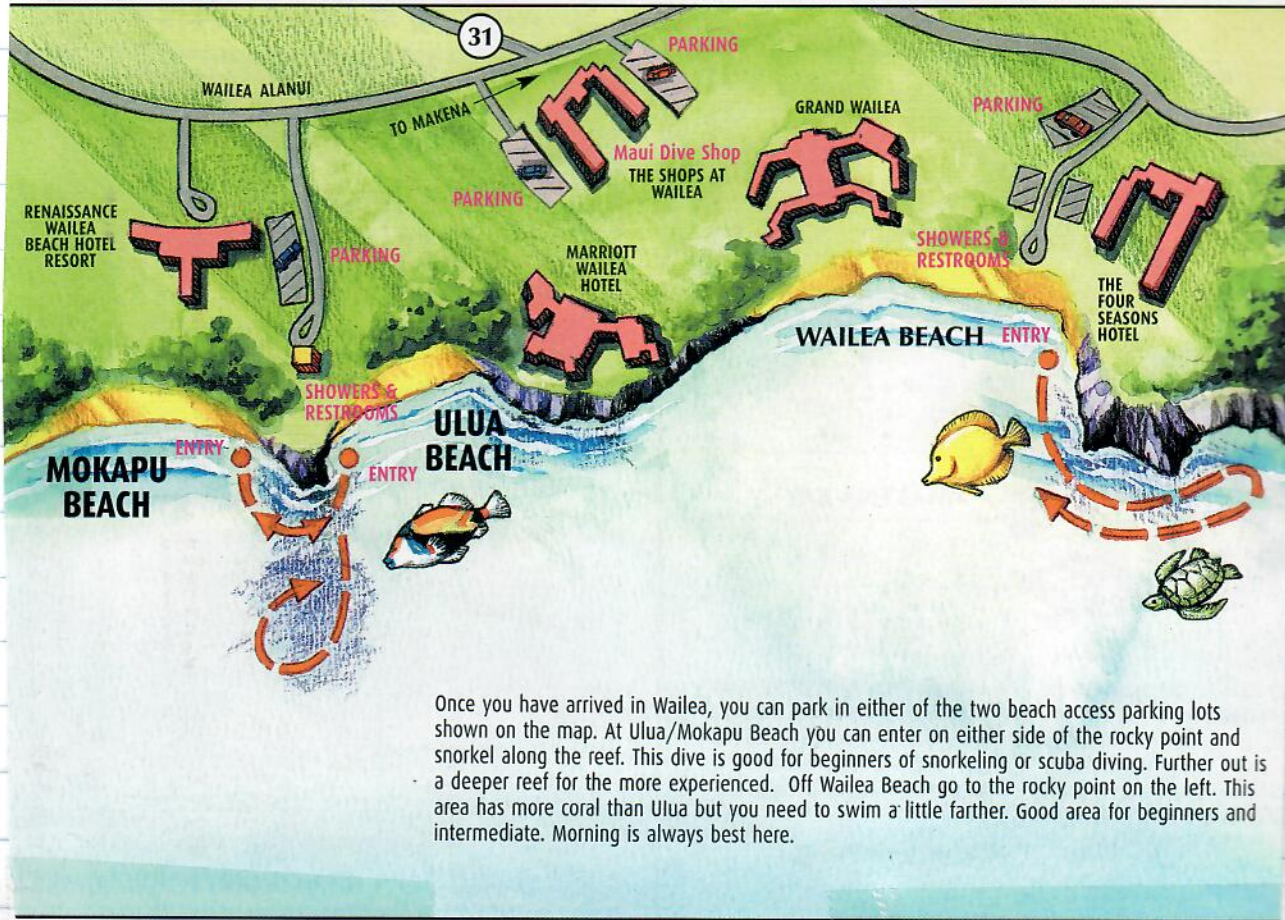 31
PARKING
WAILEA ALANUI
TO MAKENA
GRAND WAILEA
PARKING
Maui Dive Shop
THE SHOPS AT
WAILEA
PARKING
RENAISSANCE
WAILEA
BEACH HOTEL
RESORT
PARKING
MARRIOTT
WAILEA
HOTEL
SHOWERS &
RESTROOMS
THE
FOUR
SEASONS
HOTEL
WAILEA BEACH
ENTRY
SHOWERS &
RESTROOMS
ULUA
BEACH
ENTRY
ENTRY
MOKAPU
BEACH
Once you have arrived in Wailea, you can park in either of the two beach access parking lots
shown on the map. At Ulua/Mokapu Beach you can enter on either side of the rocky point and
snorkel along the reef. This dive is good for beginners of snorkeling or scuba diving. Further out is
a deeper reef for the more experienced. Off Wailea Beach go to the rocky point on the left. This
area has more coral than Ulua but you need to swim a little farther. Good area for beginners and
intermediate. Morning is always best here.